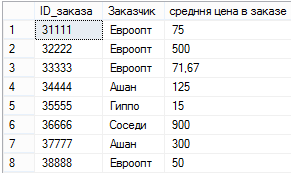 ID_заказа Заказчик средння цена в заказе
1 31111 Евроопт 75
2 32222 Евроопт 500
3 33333 Евроопт 71,67
4 34444 Ашан 125
5 35555 Гиппо 15
6 36666 Соседи 900
7 37777 Ашан 300
8 38888 Евроопт 50